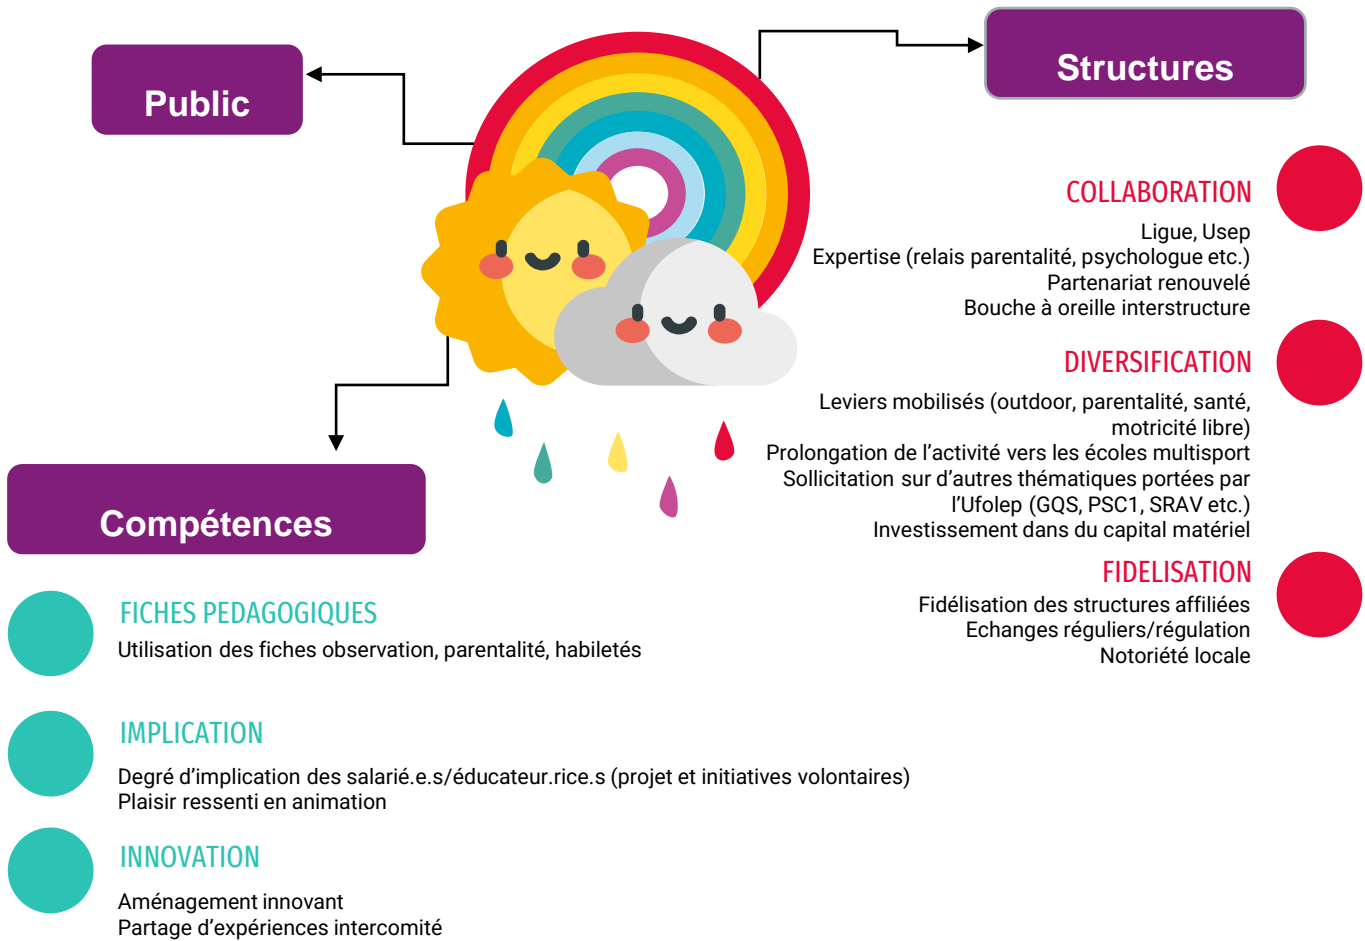 Public
Structures
COLLABORATION
Ligue, Usep
Expertise (relais parentalité, psychologue etc.)
Partenariat renouvelé
Bouche à oreille interstructure
DIVERSIFICATION
Leviers mobilisés (outdoor, parentalité, santé,
motricité libre)
Prolongation de l’activité vers les écoles multisport
Sollicitation sur d’autres thématiques portées par
l’Ufolep (GQS, PSC1, SRAV etc.)
Investissement dans du capital matériel
FIDELISATION
Fidélisation des structures affiliées
Echanges réguliers/régulation
Notoriété locale
Compétences
FICHES PEDAGOGIQUES
Utilisation des fiches observation, parentalité, habiletés
IMPLICATION
Degré d’implication des salarié.e.s/éducateur.rice.s (projet et initiatives volontaires)
Plaisir ressenti en animation
INNOVATION
Aménagement innovant
Partage d’expériences intercomité